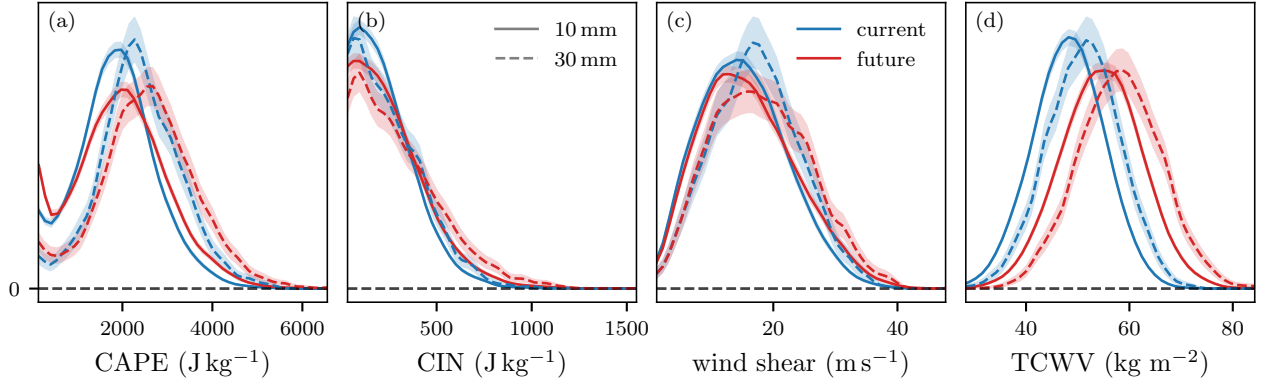 (a)
(b)
10 mm
30 mm
(c)
current
future
(d)
0
2000 4000 6000
500 1000 1500
20 40
40 60 80
CAPE (J kg⁻¹)
CIN (J kg⁻¹)
wind shear (m s⁻¹)
TCWV (kg m⁻²)